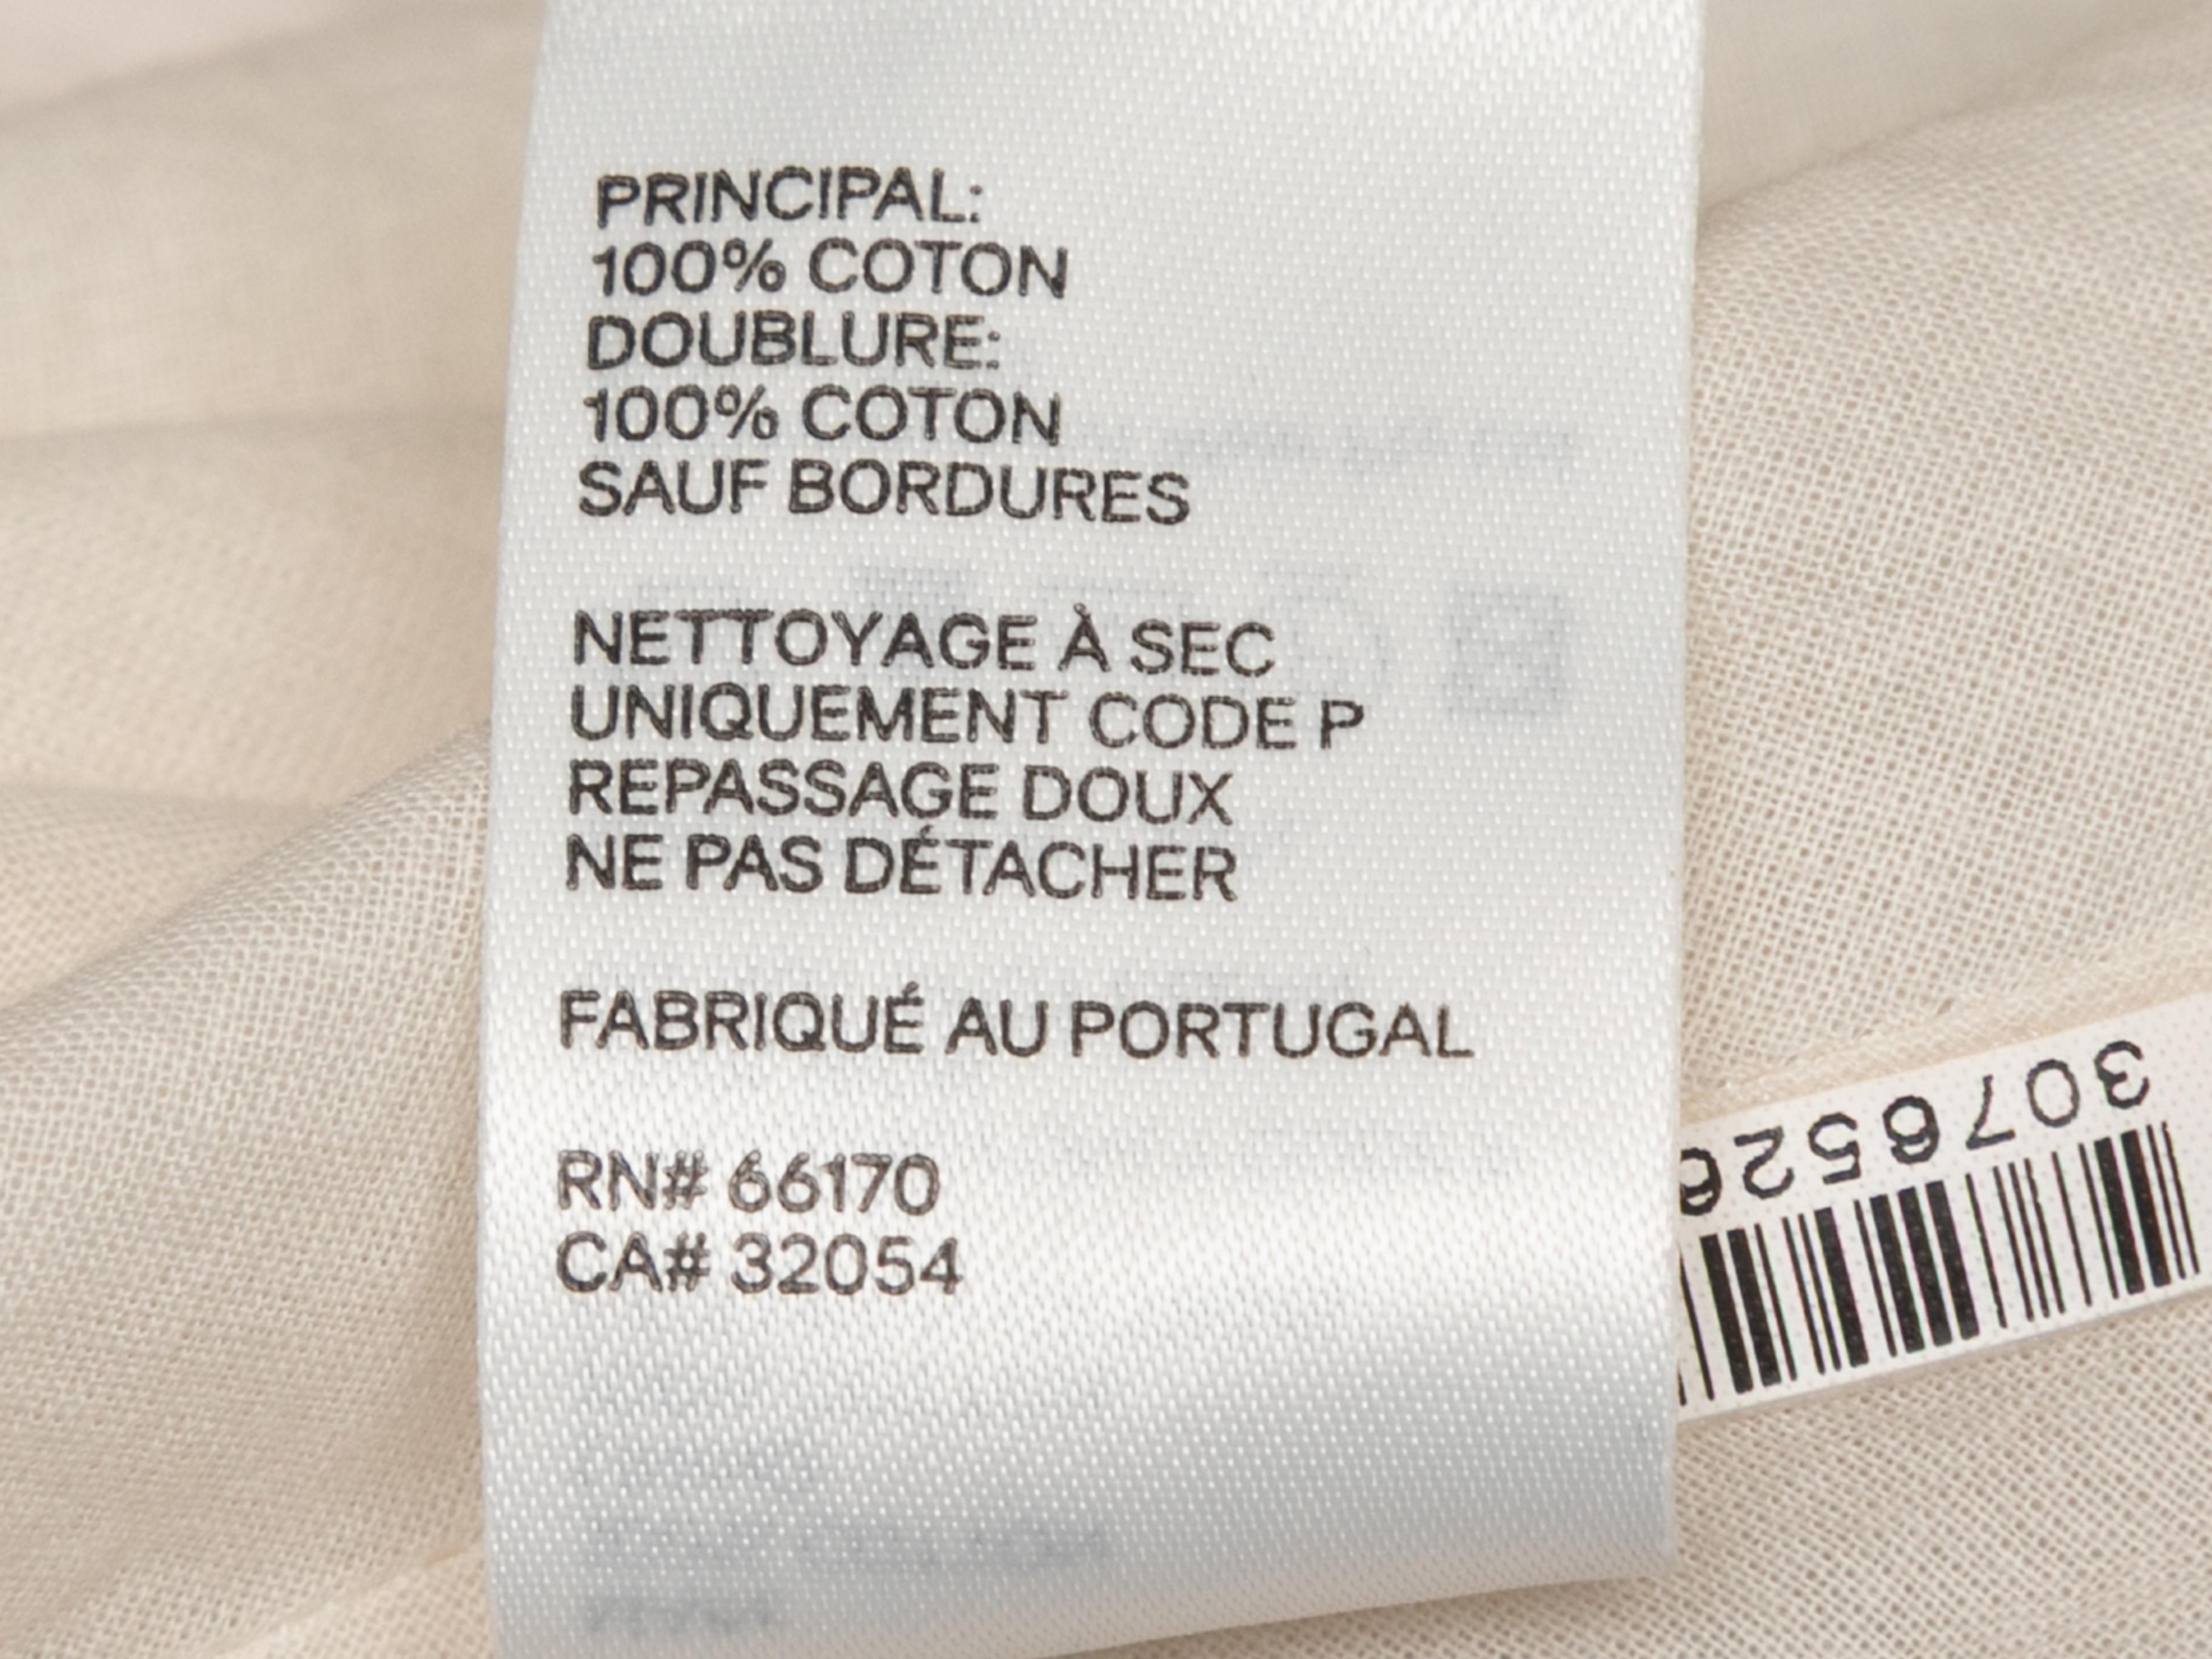 PRINCIPAL:
100% COTON
DOUBLURE:
100% COTON
SAUF BORDURES
NETTOYAGE À SEC
UNIQUEMENT CODE P
REPASSAGE DOUX
NE PAS DÉTACHER
FABRIQUÉ AU PORTUGAL
RN# 66170
CA# 32054
3076526